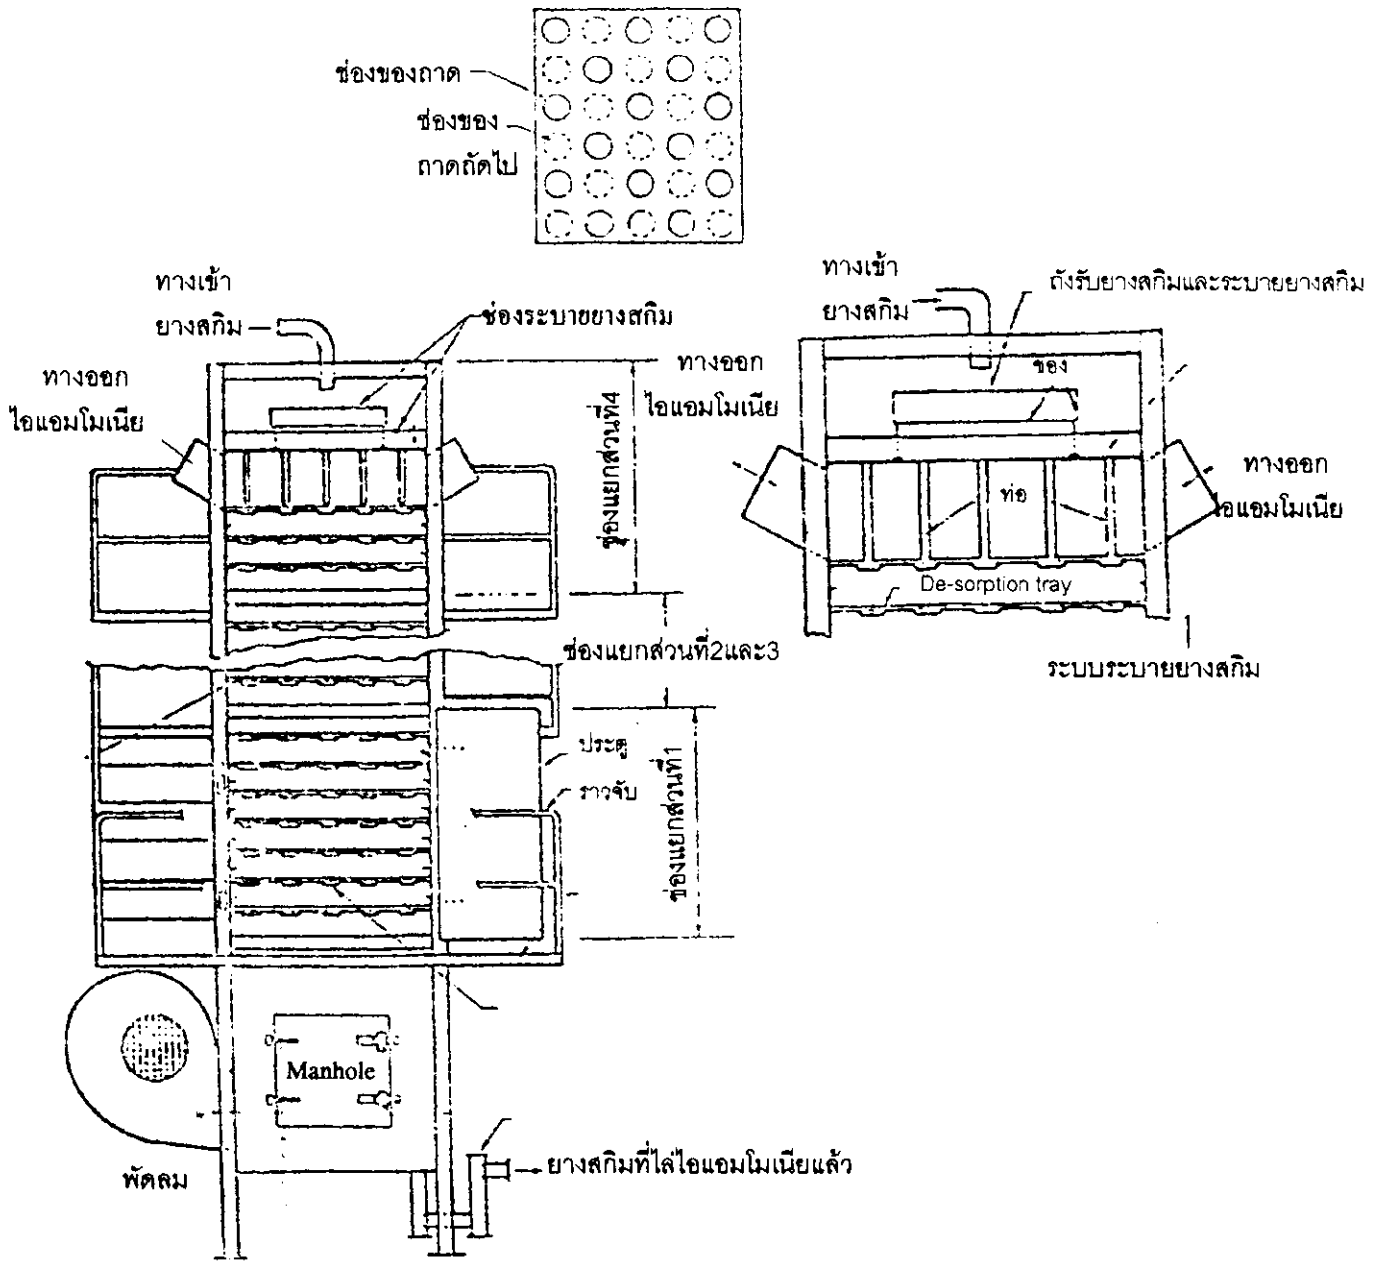 ช่องของถาด
ช่องของ
ถาดถัดไป
ทางเข้า
ยางสกิม
ช่องระบายยางสกิม
ทางออก
ไอแอมโมเนีย
ช่องแยกส่วนที่4
ช่องแยกส่วนที่2และ3
ประตู
ราวจับ
ช่องแยกส่วนที่1
Manhole
พัดลม
ยางสกิมที่ไล่ไอแอมโมเนียแล้ว
ทางเข้า
ยางสกิม
ถังรับยางสกิมและระบายยางสกิม
ทางออก
ไอแอมโมเนีย
ช่อง
ท่อ
ทางออก
ไอแอมโมเนีย
De-sorption tray
ระบบระบายยางสกิม